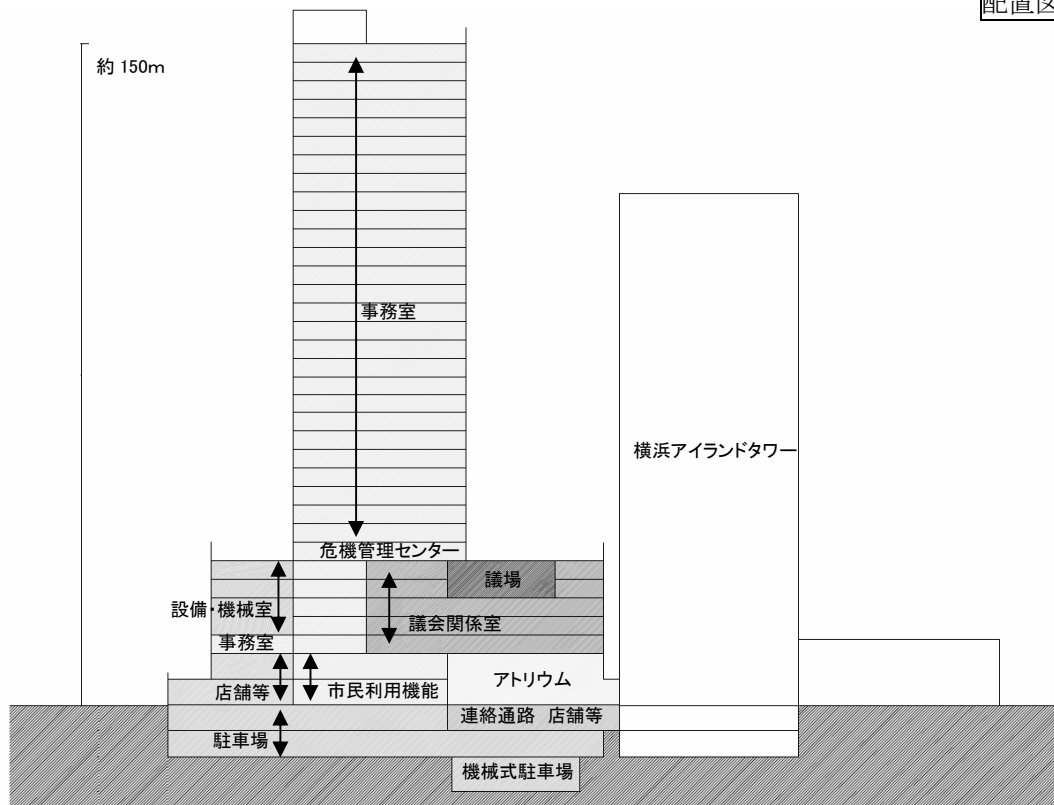 配置図
約 150m
事務室
横浜アイランドタワー
危機管理センター
議場
設備・機械室
議会関係室
事務室
アトリウム
店舗等
市民利用機能
連絡通路 店舗等
駐車場
機械式駐車場